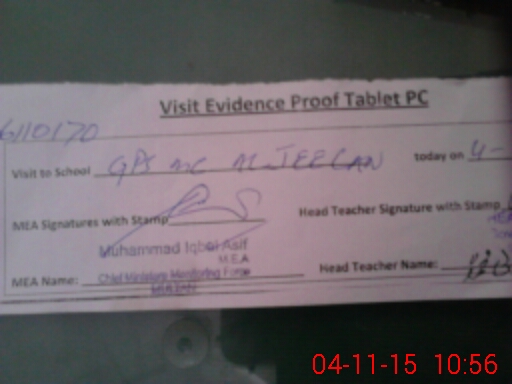 Visit Evidence Proof Tablet PC
Visit to School GPS MC today on 4-
MEA Signatures with Stamp Head Teacher Signature with Stamp
Muhammad Iqbal Asif
M.E.A
MEA Name: Chief Minister Monitoring Force Head Teacher Name:
MULTAN
04-11-15 10:56